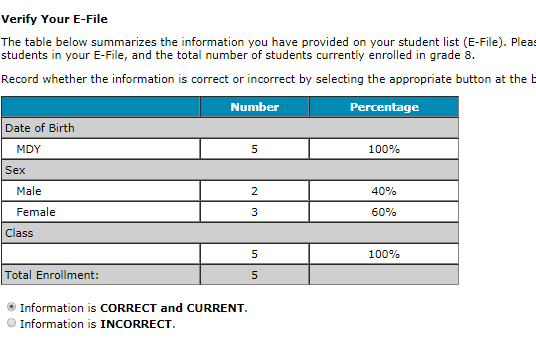 Verify Your E-File
The table below summarizes the information you have provided on your student list (E-File).
students in your E-File, and the total number of students currently enrolled in grade 8.
Record whether the information is correct or incorrect by selecting the appropriate button at the
Number Percentage
Date of Birth
MDY 5 100%
Sex
Male 2 40%
Female 3 60%
Class
5 100%
Total Enrollment: 5
Information is CORRECT and CURRENT.
Information is INCORRECT.